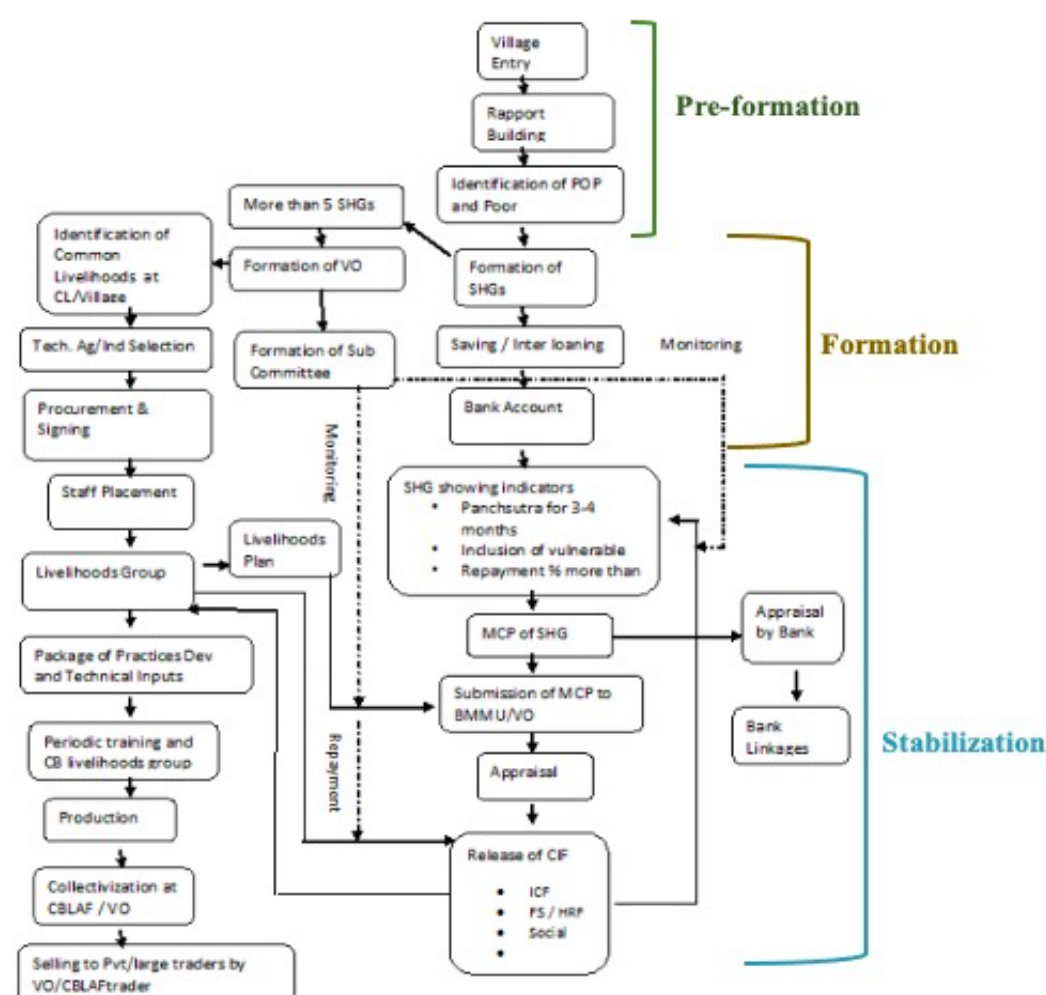 Village
Entry
Pre-formation
Rapport
Building
Identification of POP
and Poor
More than 5 SHGs
Identification of
Common
Livelihoods at
CL/Village
Formation of VO
Formation of
SHGs
Tech. Ag/Ind Selection
Formation of Sub
Committee
Saving / Inter loaning
Monitoring
Formation
Procurement &
Signing
Bank Account
Monitoring
Staff Placement
SHG showing indicators
• Panchsutra for 3-4
months
• Inclusion of vulnerable
• Repayment % more than
Livelihoods
Plan
Livelihoods Group
Appraisal
by Bank
MCP of SHG
Package of Practices Dev
and Technical Inputs
Submission of MCP to
BMMU/VO
Bank
Linkages
Stabilization
Periodic training and
CB livelihoods group
Repayment
Appraisal
Production
Release of CIF
• ICF
• FS / HRF
• Social
•
Collectivization at
CBLAF / VO
Selling to Pvt/large traders by
VO/CBLAFtrader